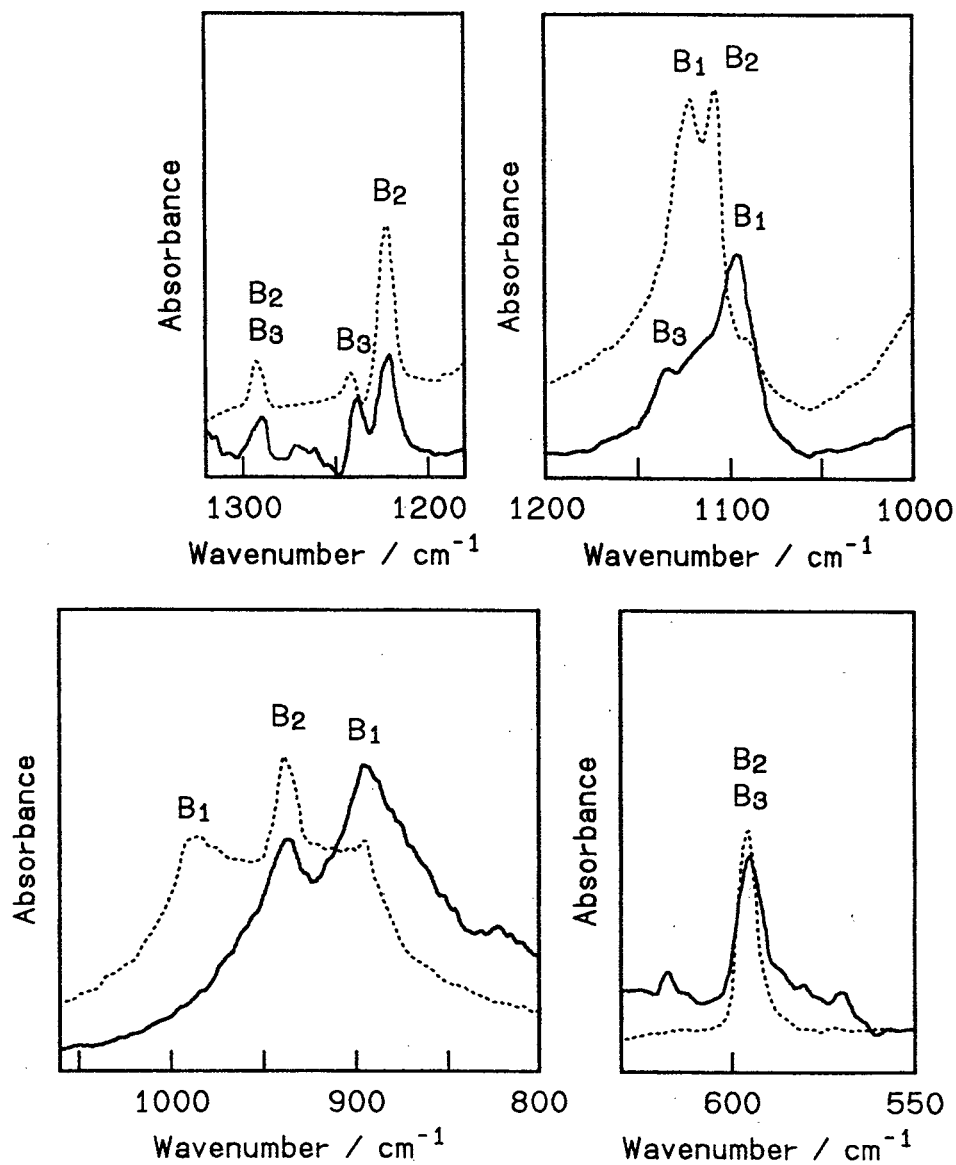 B1 B2
B2
B1
B2
B3 B3
B3
Absorbance
Absorbance
1300 1200
1200 1100 1000
Wavenumber / cm⁻¹
Wavenumber / cm⁻¹
B2 B1
B1
B2
B3
Absorbance
Absorbance
1000 900 800
600 550
Wavenumber / cm⁻¹
Wavenumber / cm⁻¹